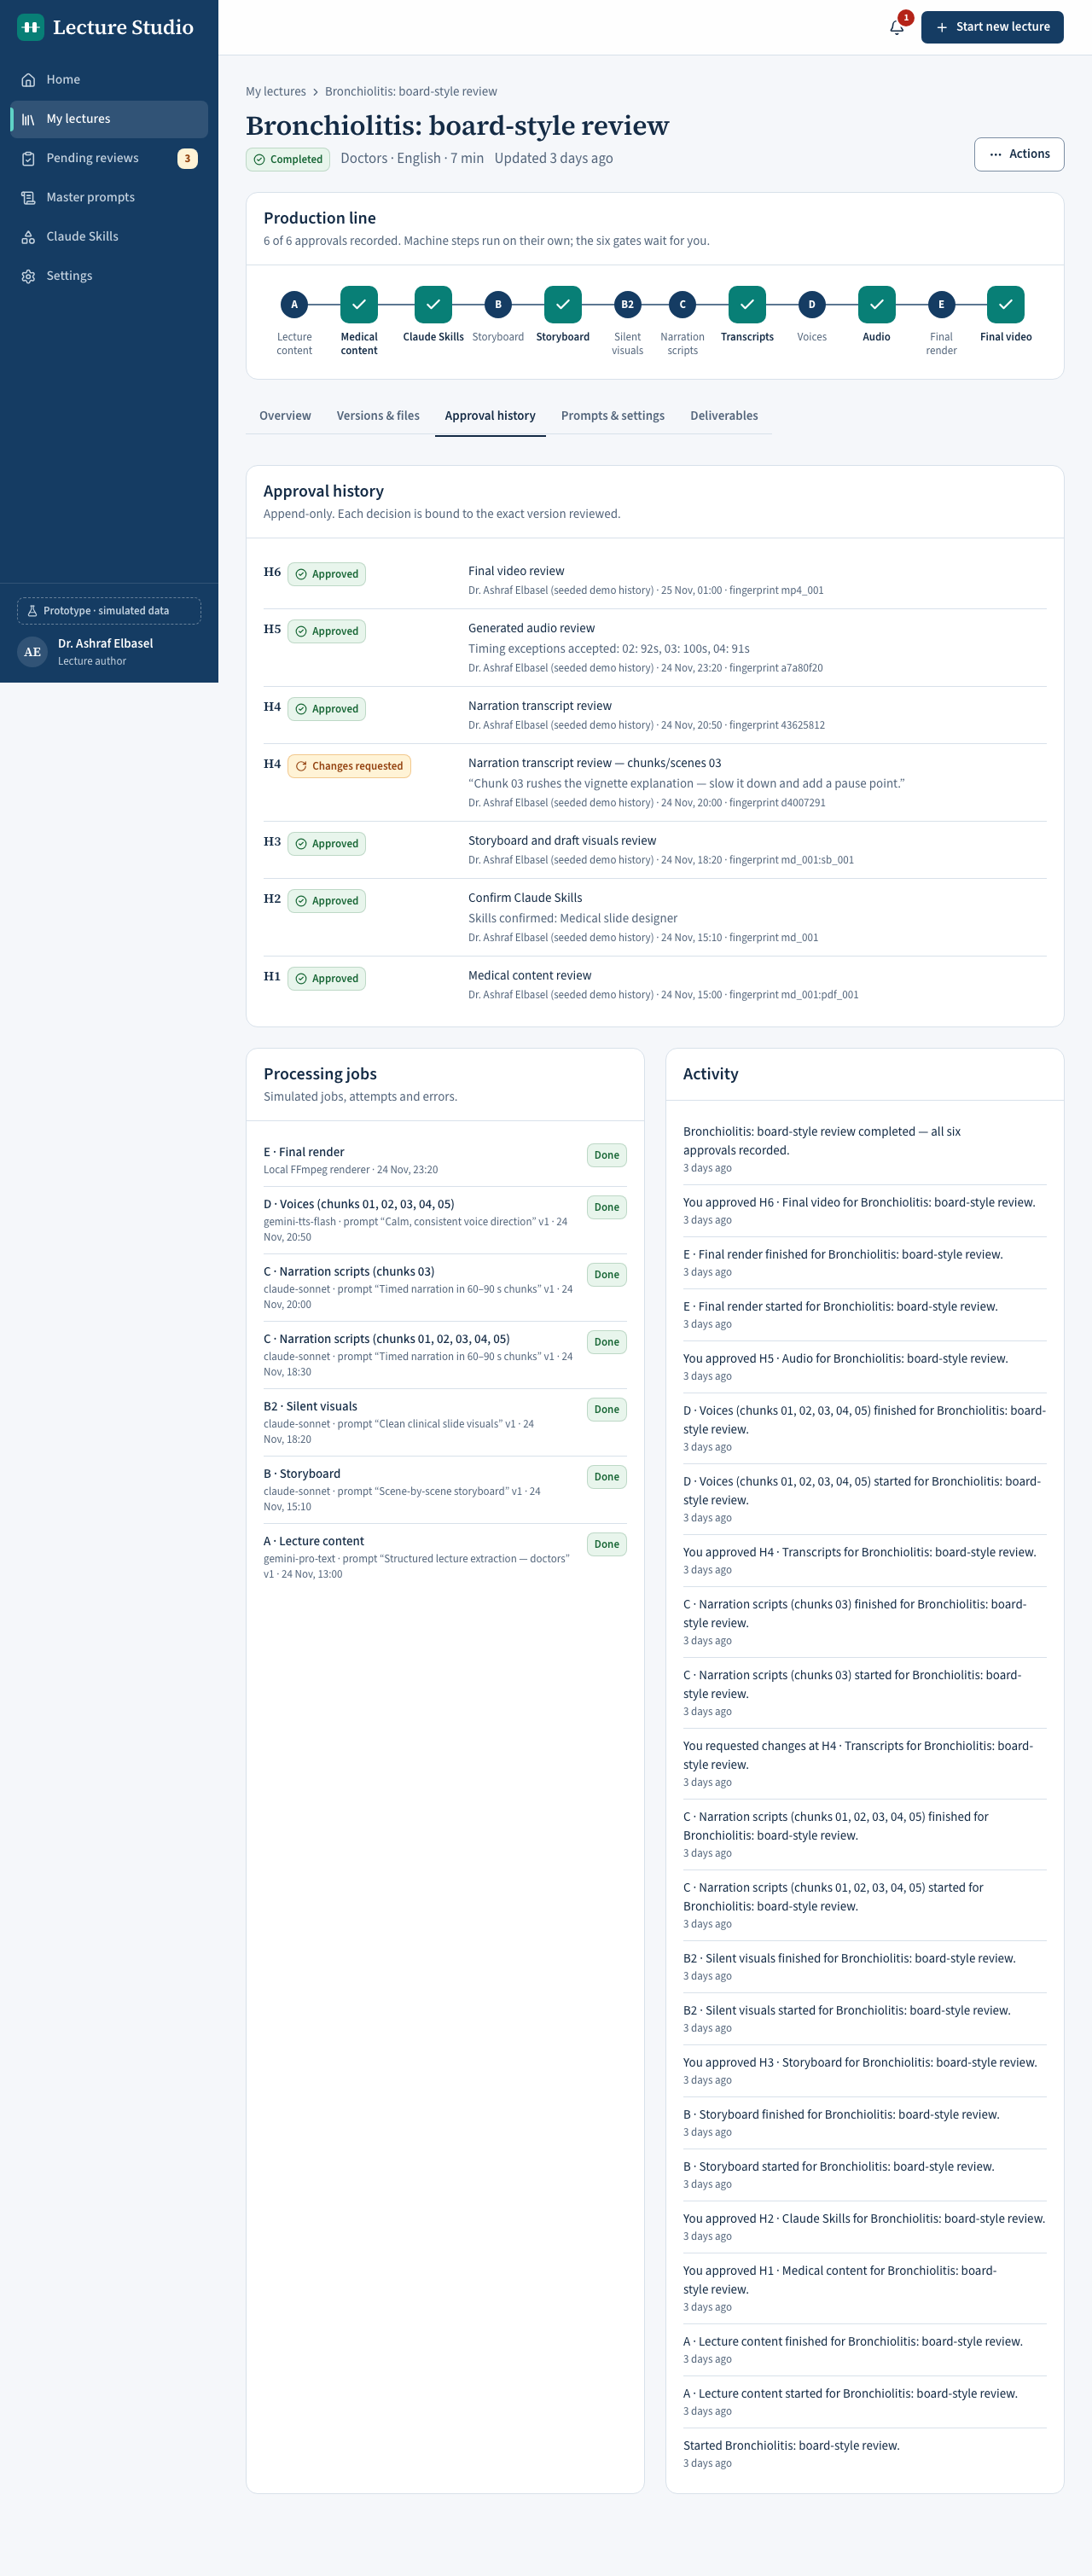 Lecture Studio
Home
My lectures
Pending reviews
3
Master prompts
Claude Skills
Settings
Prototype · simulated data
AE
Dr. Ashraf Elbasel
Lecture author
1
Start new lecture
My lectures > Bronchiolitis: board-style review
Bronchiolitis: board-style review
Completed
Doctors · English · 7 min
Updated 3 days ago
Actions
Production line
6 of 6 approvals recorded. Machine steps run on their own; the six gates wait for you.
A
Lecture
content
Medical
content
Claude Skills
B
Storyboard
Storyboard
B2
Silent
visuals
C
Narration
scripts
Transcripts
D
Voices
Audio
E
Final
render
Final video
Overview
Versions & files
Approval history
Prompts & settings
Deliverables
Approval history
Append-only. Each decision is bound to the exact version reviewed.
H6
Approved
Final video review
Dr. Ashraf Elbasel (seeded demo history) · 25 Nov, 01:00 · fingerprint mp4_001
H5
Approved
Generated audio review
Timing exceptions accepted: 02: 92s, 03: 100s, 04: 91s
Dr. Ashraf Elbasel (seeded demo history) · 24 Nov, 23:20 · fingerprint a7a80f20
H4
Approved
Narration transcript review
Dr. Ashraf Elbasel (seeded demo history) · 24 Nov, 20:50 · fingerprint 43625812
H4
Changes requested
Narration transcript review — chunks/scenes 03
“Chunk 03 rushes the vignette explanation — slow it down and add a pause point.”
Dr. Ashraf Elbasel (seeded demo history) · 24 Nov, 20:00 · fingerprint d4007291
H3
Approved
Storyboard and draft visuals review
Dr. Ashraf Elbasel (seeded demo history) · 24 Nov, 18:20 · fingerprint md_001:sb_001
H2
Approved
Confirm Claude Skills
Skills confirmed: Medical slide designer
Dr. Ashraf Elbasel (seeded demo history) · 24 Nov, 15:10 · fingerprint md_001
H1
Approved
Medical content review
Dr. Ashraf Elbasel (seeded demo history) · 24 Nov, 15:00 · fingerprint md_001:pdf_001
Processing jobs
Simulated jobs, attempts and errors.
E · Final render
Done
Local FFmpeg renderer · 24 Nov, 23:20
D · Voices (chunks 01, 02, 03, 04, 05)
Done
gemini-tts-flash · prompt “Calm, consistent voice direction” v1 · 24
Nov, 20:50
C · Narration scripts (chunks 03)
Done
claude-sonnet · prompt “Timed narration in 60–90 s chunks” v1 · 24
Nov, 20:00
C · Narration scripts (chunks 01, 02, 03, 04, 05)
Done
claude-sonnet · prompt “Timed narration in 60–90 s chunks” v1 · 24
Nov, 18:30
B2 · Silent visuals
Done
claude-sonnet · prompt “Clean clinical slide visuals” v1 · 24
Nov, 18:20
B · Storyboard
Done
claude-sonnet · prompt “Scene-by-scene storyboard” v1 · 24
Nov, 15:10
A · Lecture content
Done
gemini-pro-text · prompt “Structured lecture extraction — doctors”
v1 · 24 Nov, 13:00
Activity
Bronchiolitis: board-style review completed — all six
approvals recorded.
3 days ago
You approved H6 · Final video for Bronchiolitis: board-style review.
3 days ago
E · Final render finished for Bronchiolitis: board-style review.
3 days ago
E · Final render started for Bronchiolitis: board-style review.
3 days ago
You approved H5 · Audio for Bronchiolitis: board-style review.
3 days ago
D · Voices (chunks 01, 02, 03, 04, 05) finished for Bronchiolitis: board-
style review.
3 days ago
D · Voices (chunks 01, 02, 03, 04, 05) started for Bronchiolitis: board-
style review.
3 days ago
You approved H4 · Transcripts for Bronchiolitis: board-style review.
3 days ago
C · Narration scripts (chunks 03) finished for Bronchiolitis: board-
style review.
3 days ago
C · Narration scripts (chunks 03) started for Bronchiolitis: board-
style review.
3 days ago
You requested changes at H4 · Transcripts for Bronchiolitis: board-
style review.
3 days ago
C · Narration scripts (chunks 01, 02, 03, 04, 05) finished for
Bronchiolitis: board-style review.
3 days ago
C · Narration scripts (chunks 01, 02, 03, 04, 05) started for
Bronchiolitis: board-style review.
3 days ago
B2 · Silent visuals finished for Bronchiolitis: board-style review.
3 days ago
B2 · Silent visuals started for Bronchiolitis: board-style review.
3 days ago
You approved H3 · Storyboard for Bronchiolitis: board-style review.
3 days ago
B · Storyboard finished for Bronchiolitis: board-style review.
3 days ago
B · Storyboard started for Bronchiolitis: board-style review.
3 days ago
You approved H2 · Claude Skills for Bronchiolitis: board-style review.
3 days ago
You approved H1 · Medical content for Bronchiolitis: board-
style review.
3 days ago
A · Lecture content finished for Bronchiolitis: board-style review.
3 days ago
A · Lecture content started for Bronchiolitis: board-style review.
3 days ago
Started Bronchiolitis: board-style review.
3 days ago